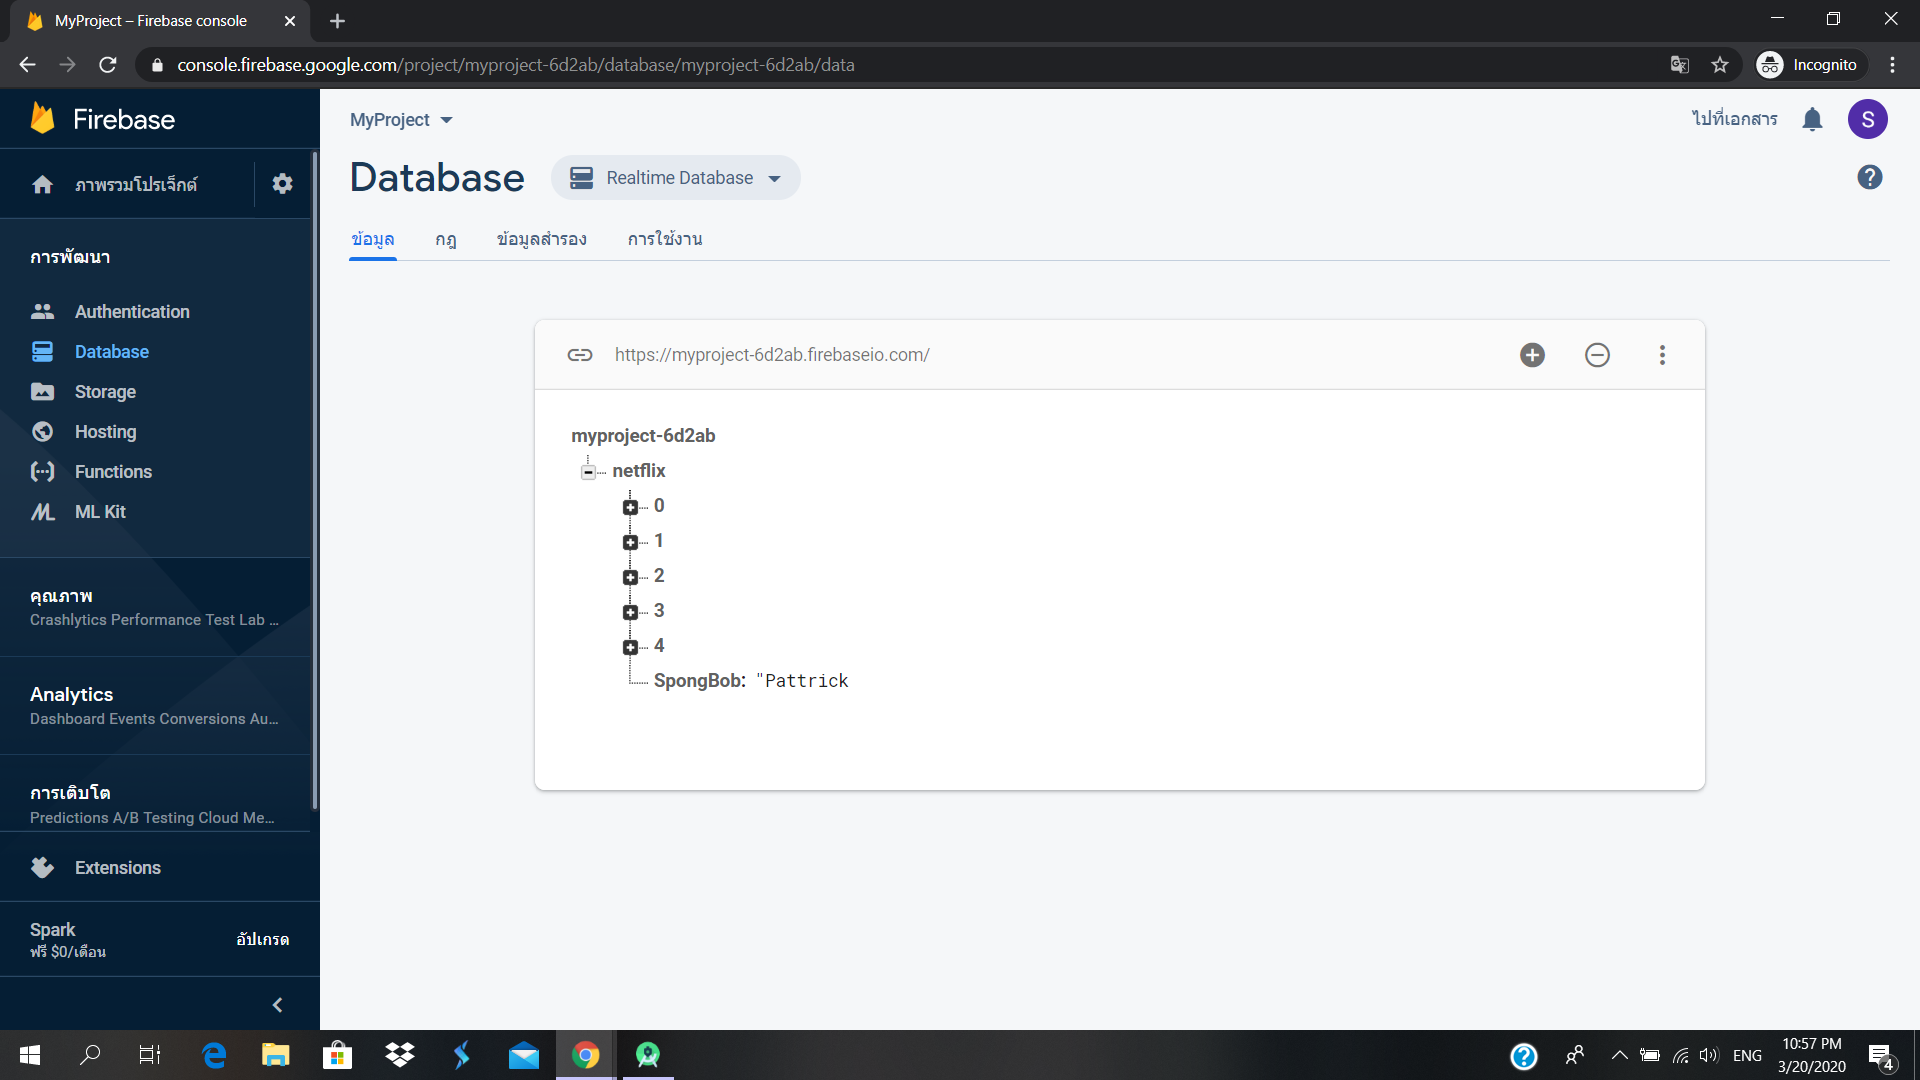 MyProject – Firebase console
console.firebase.google.com/project/myproject-6d2ab/database/myproject-6d2ab/data
Incognito
Firebase
MyProject
ไปที่เอกสาร
S
ภาพรวมโปรเจ็กต์
Database
Realtime Database
ข้อมูล
กฎ
ข้อมูลสำรอง
การใช้งาน
การพัฒนา
Authentication
Database
Storage
Hosting
Functions
ML Kit
https://myproject-6d2ab.firebaseio.com/
myproject-6d2ab
netflix
0
1
2
3
4
SpongBob: "Pattrick
คุณภาพ
Crashlytics Performance Test Lab ...
Analytics
Dashboard Events Conversions Au...
การเติบโต
Predictions A/B Testing Cloud Me...
Extensions
Spark
ฟรี $0/เดือน
อัปเกรด
ENG
10:57 PM
3/20/2020
4